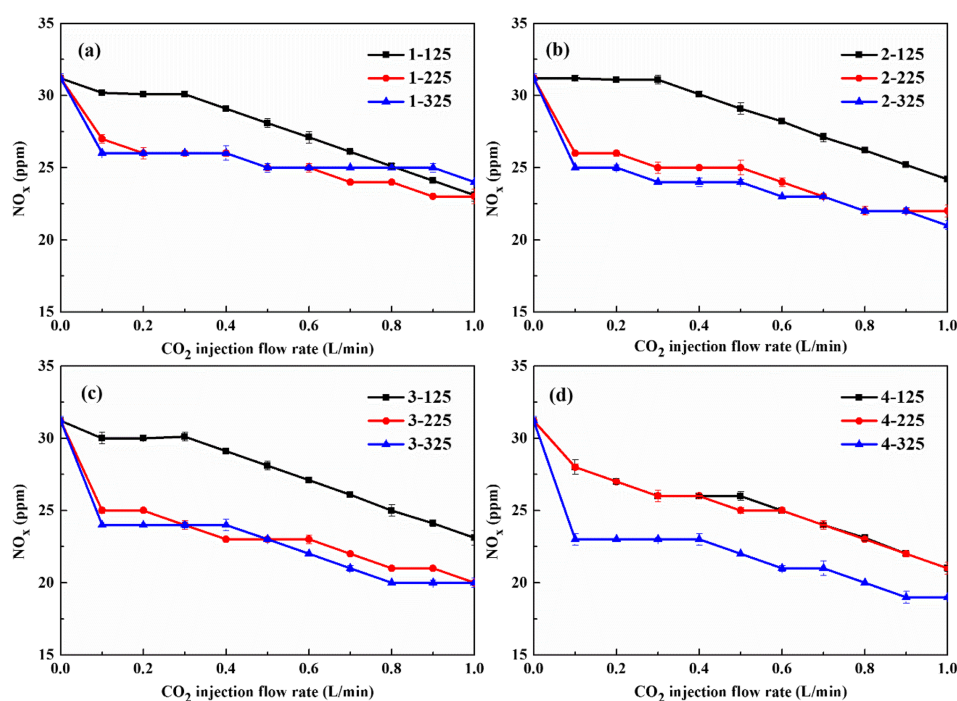 35
30
25
20
15
NOx (ppm)
(a)
1-125
1-225
1-325
0.0 0.2 0.4 0.6 0.8 1.0
CO2 injection flow rate (L/min)
35
30
25
20
15
NOx (ppm)
(b)
2-125
2-225
2-325
0.0 0.2 0.4 0.6 0.8 1.0
CO2 injection flow rate (L/min)
35
30
25
20
15
NOx (ppm)
(c)
3-125
3-225
3-325
0.0 0.2 0.4 0.6 0.8 1.0
CO2 injection flow rate (L/min)
35
30
25
20
15
NOx (ppm)
(d)
4-125
4-225
4-325
0.0 0.2 0.4 0.6 0.8 1.0
CO2 injection flow rate (L/min)